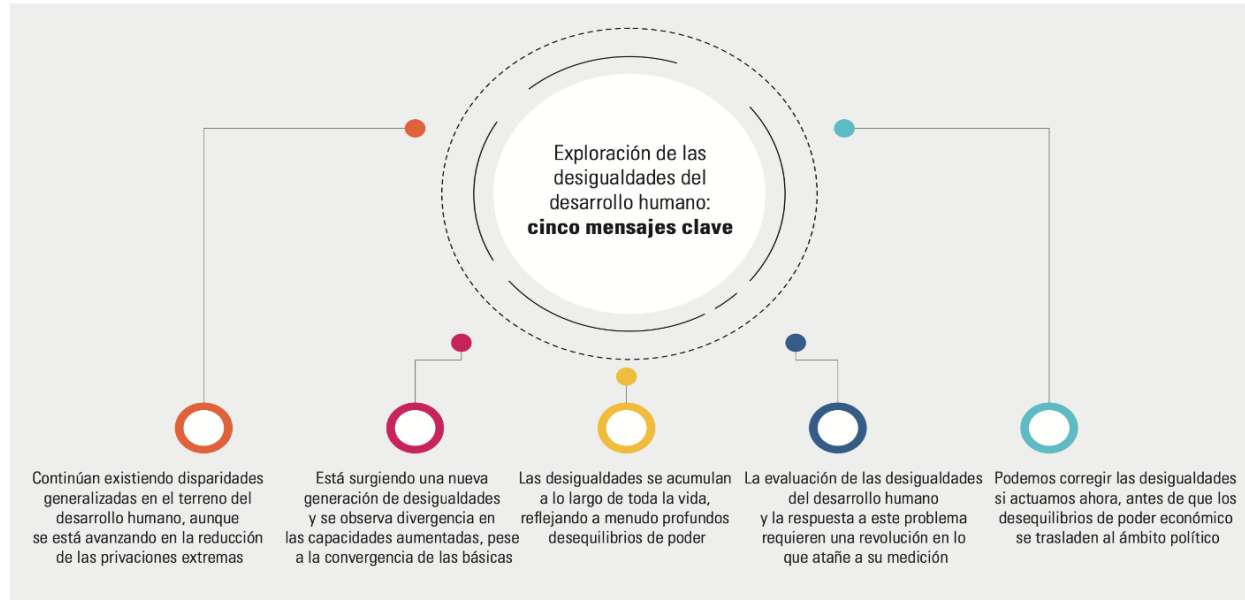 Exploración de las
desigualdades del
desarrollo humano:
cinco mensajes clave
Continúan existiendo disparidades
generalizadas en el terreno del
desarrollo humano, aunque
se está avanzando en la reducción
de las privaciones extremas
Está surgiendo una nueva
generación de desigualdades
y se observa divergencia en
las capacidades aumentadas, pese
a la convergencia de las básicas
Las desigualdades se acumulan
a lo largo de toda la vida,
reflejando a menudo profundos
desequilibrios de poder
La evaluación de las desigualdades
del desarrollo humano
y la respuesta a este problema
requieren una revolución en lo
que atañe a su medición
Podemos corregir las desigualdades
si actuamos ahora, antes de que los
desequilibrios de poder económico
se trasladen al ámbito político